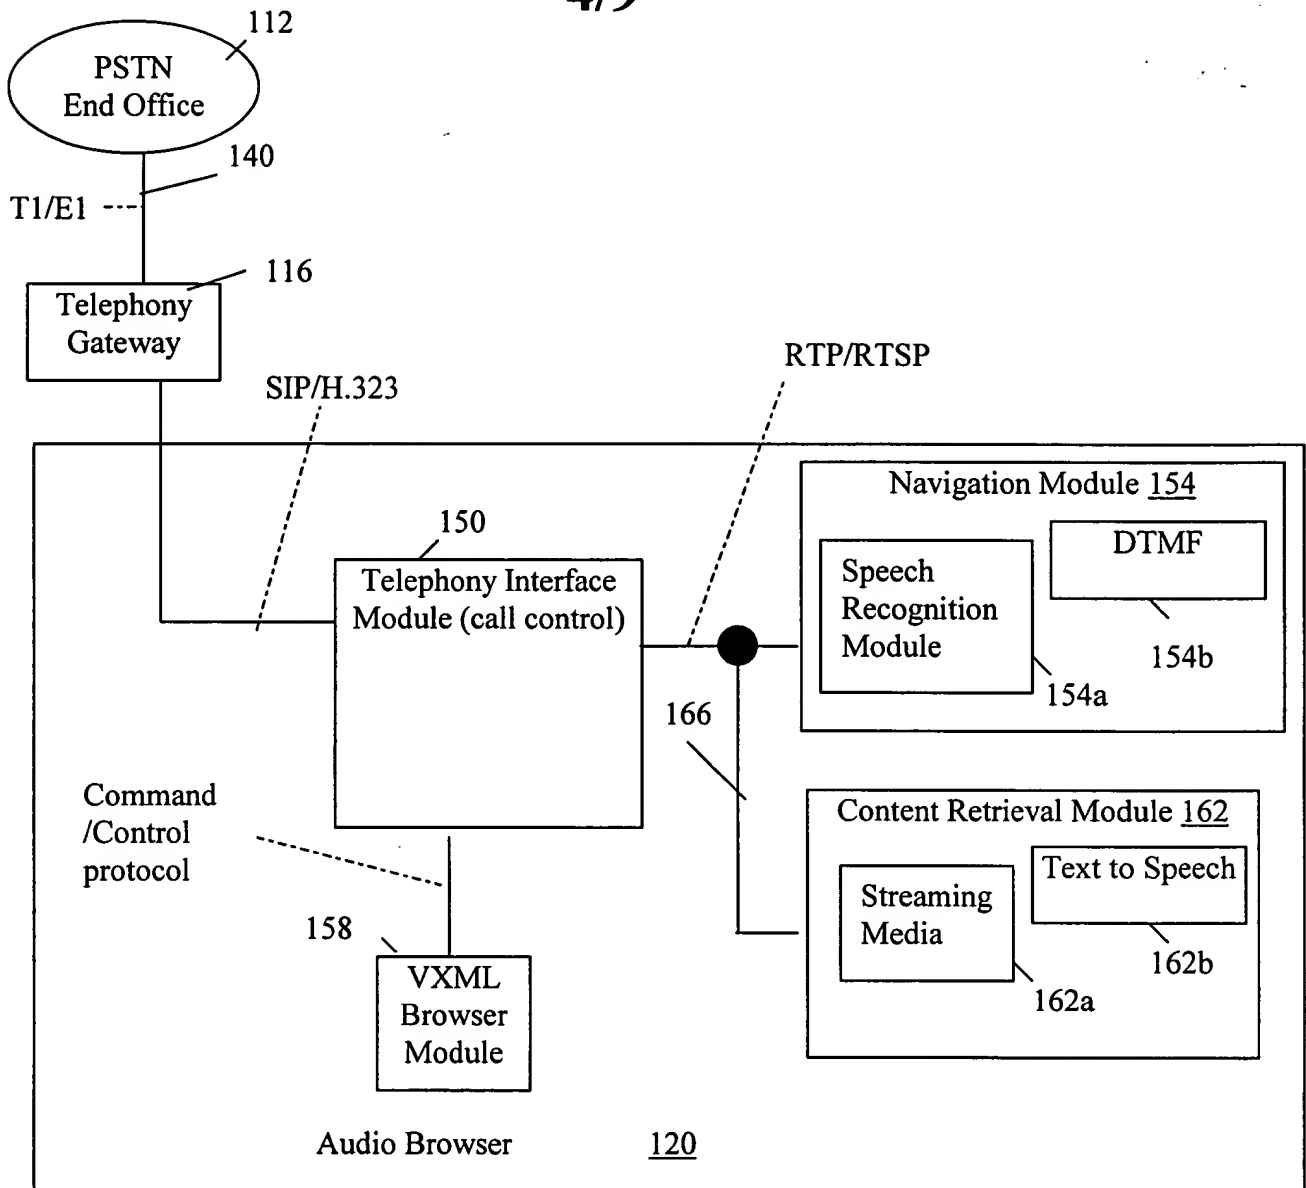 112
PSTN
End Office
140
T1/E1
116
Telephony
Gateway
RTP/RTSP
SIP/H.323
Navigation Module 154
150
DTMF
Telephony Interface
Module (call control)
Speech
Recognition
Module
154b
154a
166
Command
/Control
protocol
Content Retrieval Module 162
Text to Speech
Streaming
Media
158
162b
VXML
Browser
Module
162a
Audio Browser 120